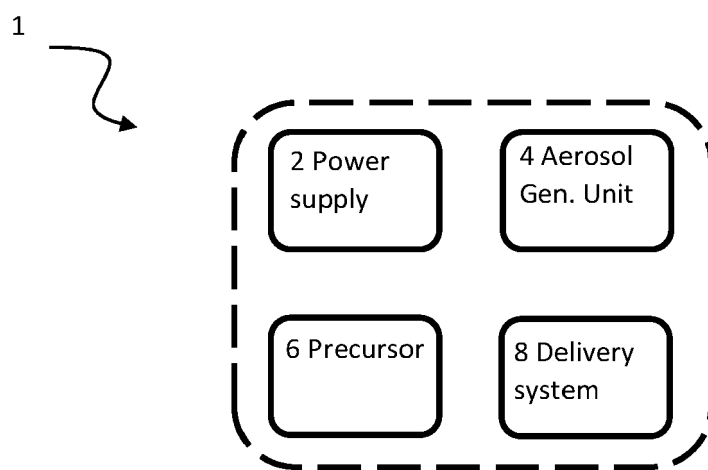 1
2 Power
supply
4 Aerosol
Gen. Unit
6 Precursor
8 Delivery
system